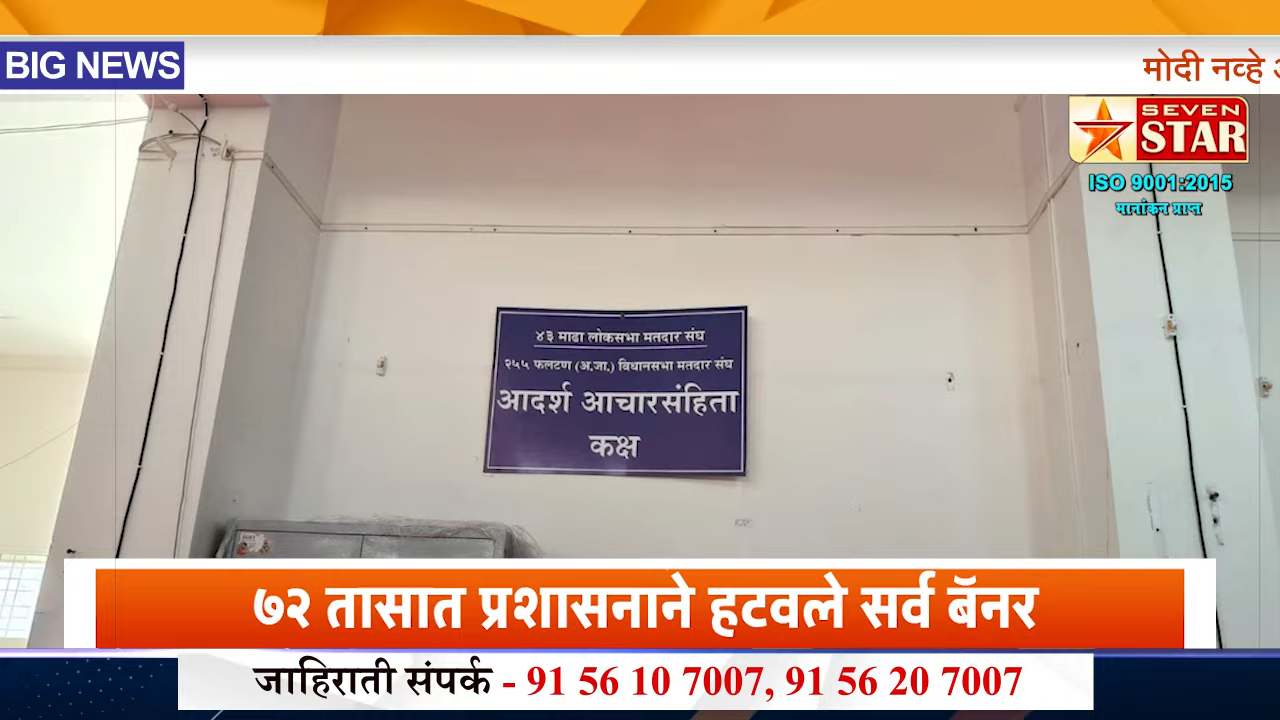 BIG NEWS
मोदी नव्हे
SEVEN
STAR
ISO 9001:2015
मानांकन प्राप्त
४३ माढा लोकसभा मतदार संघ
२५५ फलटण (अ.जा.) विधानसभा मतदार संघ
आदर्श आचारसंहिता
कक्ष
७२ तासात प्रशासनाने हटवले सर्व बॅनर
जाहिराती संपर्क - 91 56 10 7007, 91 56 20 7007